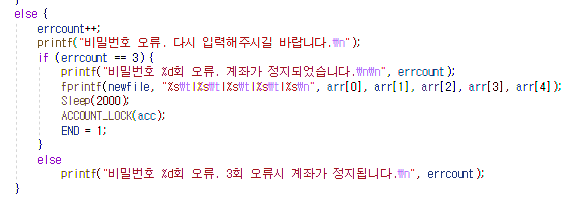 else {
errcount++;
printf("비밀번호 오류. 다시 입력해주시길 바랍니다.₩n");
if (errcount == 3) {
printf("비밀번호 %d회 오류. 계좌가 정지되었습니다.₩n₩n", errcount);
fprintf(newfile, "%s₩t|%s₩t|%s₩t|%s₩t|%s₩n", arr[0], arr[1], arr[2], arr[3], arr[4]);
Sleep(2000);
ACCOUNT_LOCK(acc);
END = 1;
}
else
printf("비밀번호 %d회 오류. 3회 오류시 계좌가 정지됩니다.₩n", errcount);
}